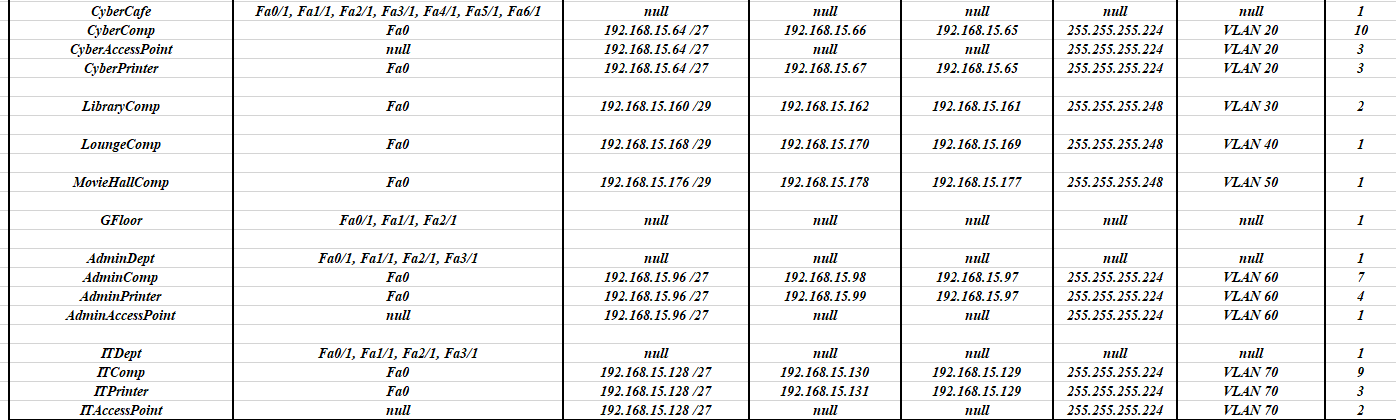 CyberCafe Fa0/1, Fa1/1, Fa2/1, Fa3/1, Fa4/1, Fa5/1, Fa6/1 null null null null null 1
CyberComp Fa0 192.168.15.64 /27 192.168.15.66 192.168.15.65 255.255.255.224 VLAN 20 10
CyberAccessPoint null 192.168.15.64 /27 null null 255.255.255.224 VLAN 20 3
CyberPrinter Fa0 192.168.15.64 /27 192.168.15.67 192.168.15.65 255.255.255.224 VLAN 20 3
LibraryComp Fa0 192.168.15.160 /29 192.168.15.162 192.168.15.161 255.255.255.248 VLAN 30 2
LoungeComp Fa0 192.168.15.168 /29 192.168.15.170 192.168.15.169 255.255.255.248 VLAN 40 1
MovieHallComp Fa0 192.168.15.176 /29 192.168.15.178 192.168.15.177 255.255.255.248 VLAN 50 1
GFloor Fa0/1, Fa1/1, Fa2/1 null null null null null 1
AdminDept Fa0/1, Fa1/1, Fa2/1, Fa3/1 null null null null null 1
AdminComp Fa0 192.168.15.96 /27 192.168.15.98 192.168.15.97 255.255.255.224 VLAN 60 7
AdminPrinter Fa0 192.168.15.96 /27 192.168.15.99 192.168.15.97 255.255.255.224 VLAN 60 4
AdminAccessPoint null 192.168.15.96 /27 null null 255.255.255.224 VLAN 60 1
ITDept Fa0/1, Fa1/1, Fa2/1, Fa3/1 null null null null null 1
ITComp Fa0 192.168.15.128 /27 192.168.15.130 192.168.15.129 255.255.255.224 VLAN 70 9
ITPrinter Fa0 192.168.15.128 /27 192.168.15.131 192.168.15.129 255.255.255.224 VLAN 70 3
ITAccessPoint null 192.168.15.128 /27 null null 255.255.255.224 VLAN 70 2